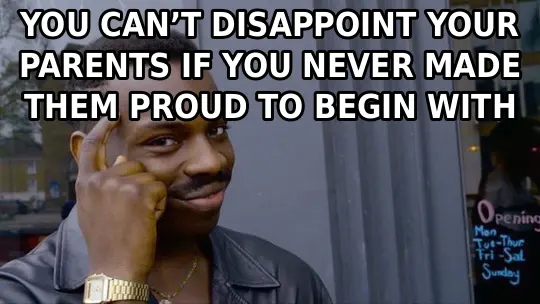 YOU CAN’T DISAPPOINT YOUR
PARENTS IF YOU NEVER MADE
THEM PROUD TO BEGIN WITH
Opening
Mon
Tue-Thur
Fri-Sat
Sunday